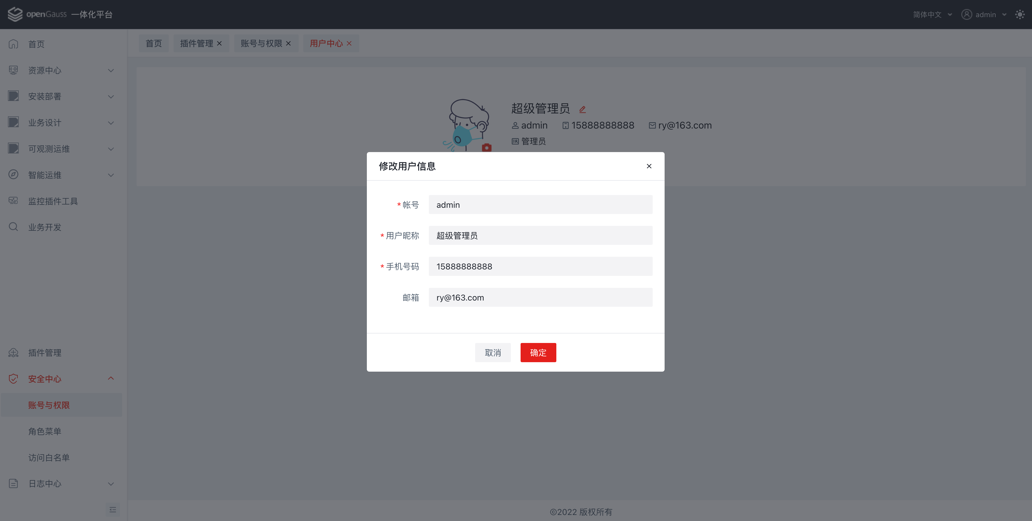 openGauss 一体化平台
简体中文
admin
首页
资源中心
安装部署
业务设计
可观测运维
智能运维
监控插件工具
业务开发
插件管理
安全中心
账号与权限
角色菜单
访问白名单
日志中心
首页
插件管理 ×
账号与权限 ×
用户中心 ×
超级管理员
admin 15888888888 ry@163.com
管理员
修改用户信息 ×
* 帐号 admin
* 用户昵称 超级管理员
* 手机号码 15888888888
邮箱 ry@163.com
取消 确定
©2022 版权所有